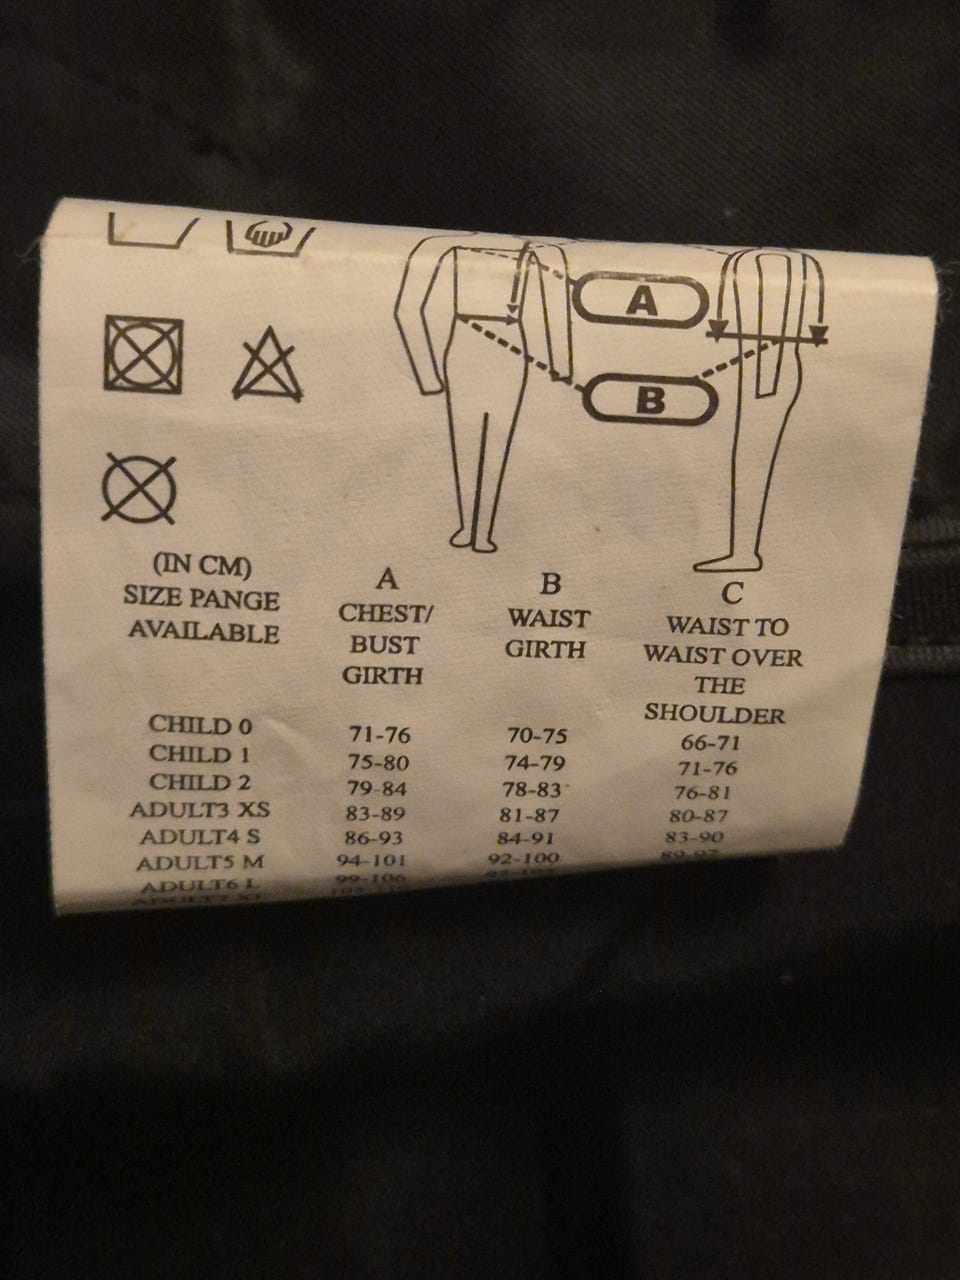 A
B
(IN CM)
SIZE PANGE
AVAILABLE
A
CHEST/
BUST
GIRTH
B
WAIST
GIRTH
C
WAIST TO
WAIST OVER
THE
SHOULDER
CHILD 0 71-76 70-75 66-71
CHILD 1 75-80 74-79 71-76
CHILD 2 79-84 78-83 76-81
ADULT3 XS 83-89 81-87 80-87
ADULT4 S 86-93 84-91 83-90
ADULT5 M 94-101 92-100
ADULT6 L 99-106